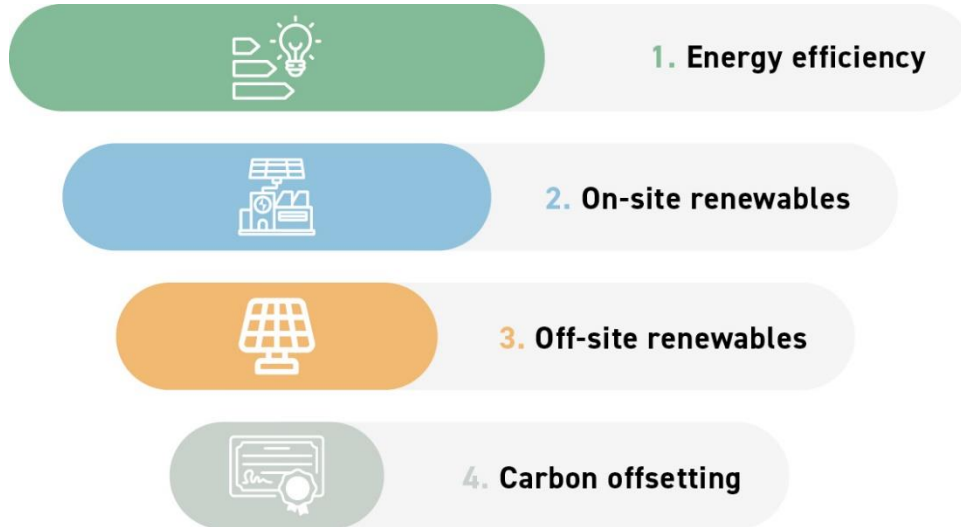 1. Energy efficiency
2. On-site renewables
3. Off-site renewables
4. Carbon offsetting